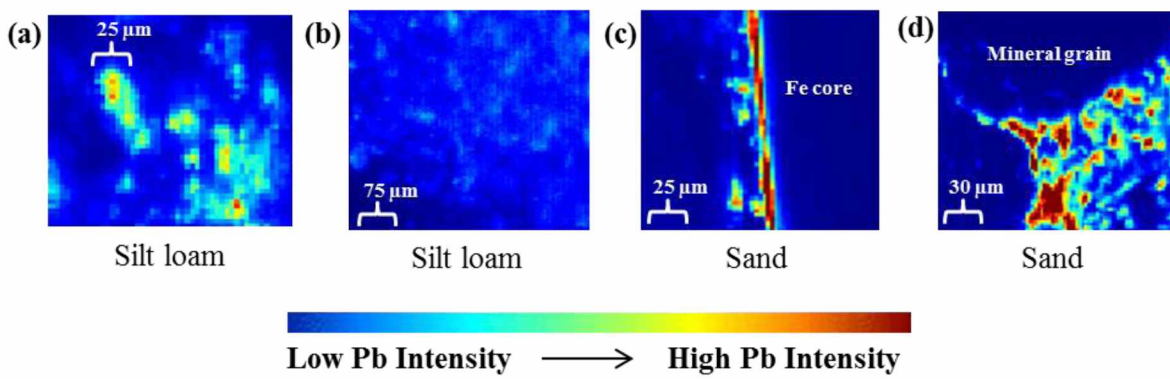 (a)
25 μm
Silt loam
(b)
75 μm
Silt loam
(c)
Fe core
25 μm
Sand
(d)
Mineral grain
30 μm
Sand
Low Pb Intensity → High Pb Intensity